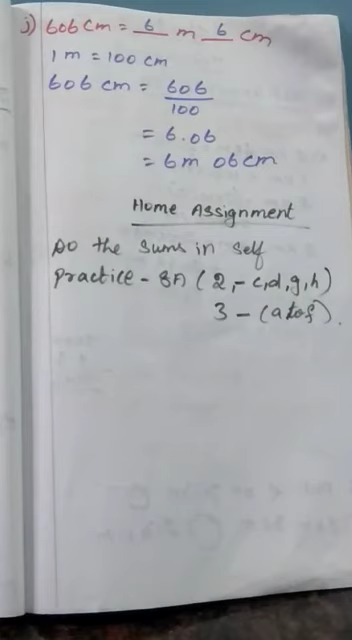 j) 606 cm = 6 m 6 cm
1 m = 100 cm
606 cm = 606
100
= 6.06
= 6m 06cm
Home Assignment
Do the sums in self
Practice - 8A (2,- c,d,g,h)
3 - (a to f).